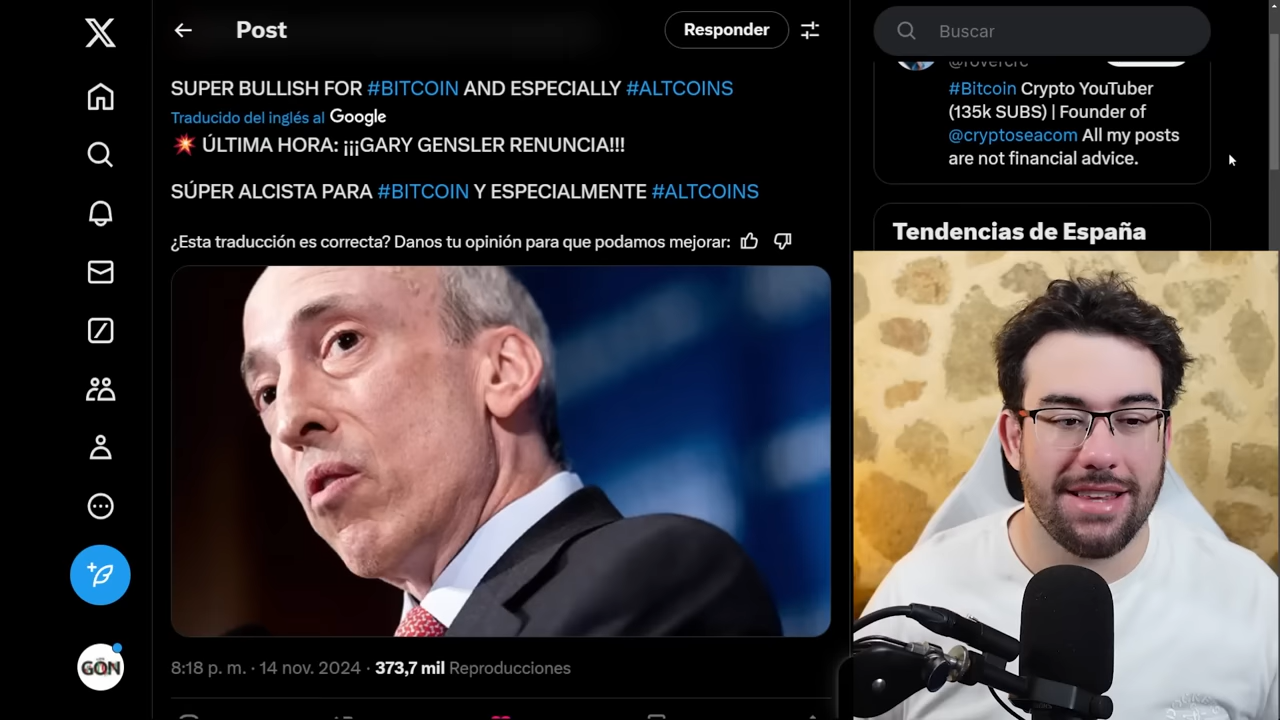 Post
Responder
Buscar
SUPER BULLISH FOR #BITCOIN AND ESPECIALLY #ALTCOINS
Traducido del inglés al Google
💥 ÚLTIMA HORA: ¡¡¡GARY GENSLER RENUNCIA!!!
SÚPER ALCISTA PARA #BITCOIN Y ESPECIALMENTE #ALTCOINS
¿Esta traducción es correcta? Danos tu opinión para que podamos mejorar:
8:18 p. m. · 14 nov. 2024 · 373,7 mil Reproducciones
#Bitcoin Crypto YouTuber
(135k SUBS) | Founder of
@cryptoseacom All my posts
are not financial advice.
Tendencias de España
GON